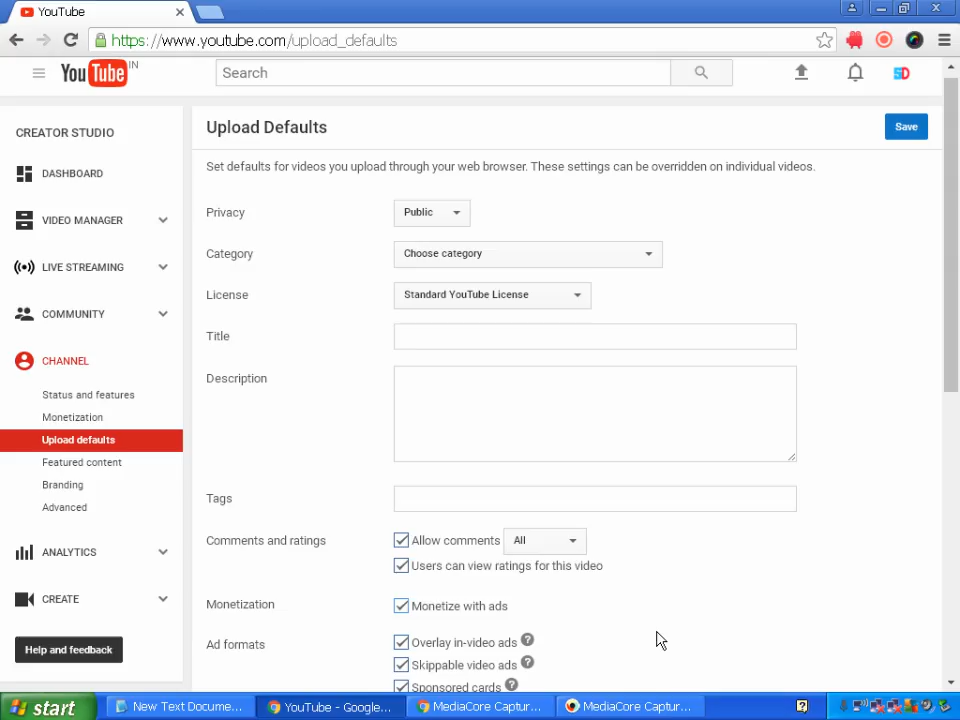 YouTube
https://www.youtube.com/upload_defaults
YouTube IN
Search
SD
CREATOR STUDIO
DASHBOARD
VIDEO MANAGER
LIVE STREAMING
COMMUNITY
CHANNEL
Status and features
Monetization
Upload defaults
Featured content
Branding
Advanced
ANALYTICS
CREATE
Help and feedback
Upload Defaults
Save
Set defaults for videos you upload through your web browser. These settings can be overridden on individual videos.
Privacy
Public
Category
Choose category
License
Standard YouTube License
Title
Description
Tags
Comments and ratings
Allow comments
All
Users can view ratings for this video
Monetization
Monetize with ads
Ad formats
Overlay in-video ads ?
Skippable video ads ?
Sponsored cards ?
start
New Text Docume...
YouTube - Google...
MediaCore Captur...
MediaCore Captur...
?